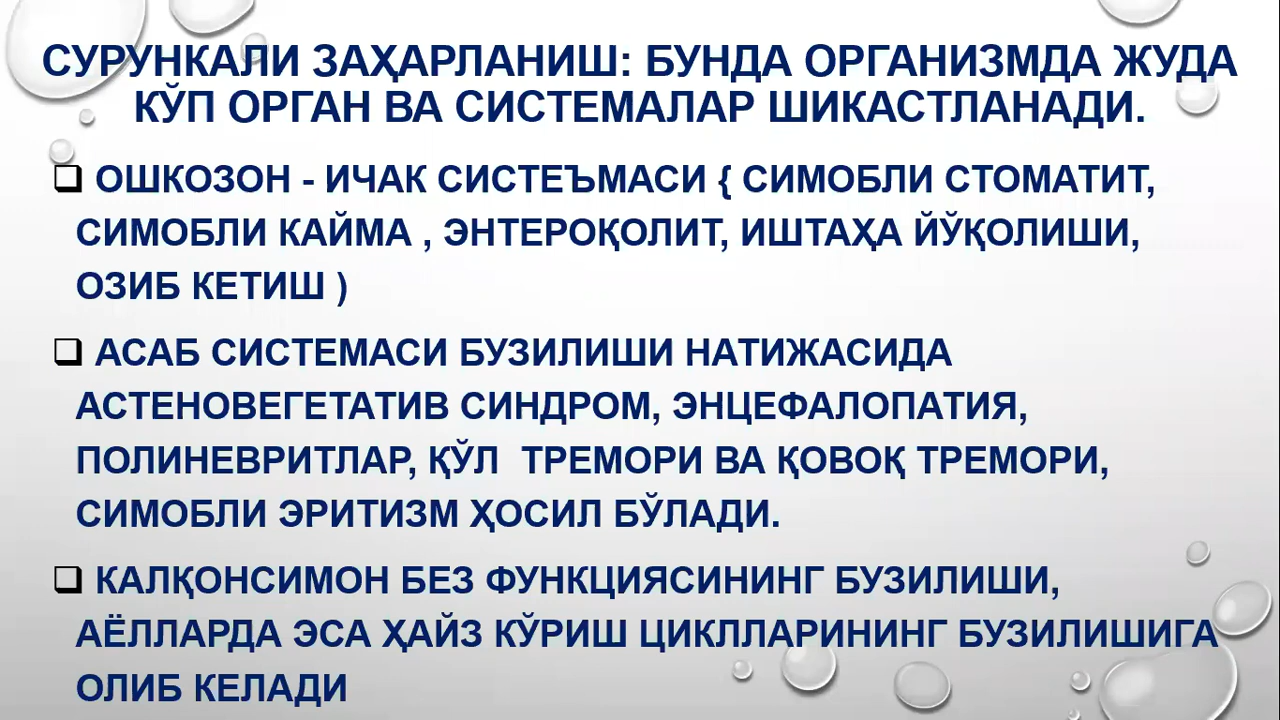 СУРУНКАЛИ ЗАҲАРЛАНИШ: БУНДА ОРГАНИЗМДА ЖУДА
КЎП ОРГАН ВА СИСТЕМАЛАР ШИКАСТЛАНАДИ.
ОШКОЗОН - ИЧАК СИСТЕЪМАСИ { СИМОБЛИ СТОМАТИТ,
СИМОБЛИ КАЙМА , ЭНТЕРОҚОЛИТ, ИШТАҲА ЙЎҚОЛИШИ,
ОЗИБ КЕТИШ )
АСАБ СИСТЕМАСИ БУЗИЛИШИ НАТИЖАСИДА
АСТЕНОВЕГЕТАТИВ СИНДРОМ, ЭНЦЕФАЛОПАТИЯ,
ПОЛИНЕВРИТЛАР, ҚЎЛ  ТРЕМОРИ ВА ҚОВОҚ ТРЕМОРИ,
СИМОБЛИ ЭРИТИЗМ ҲОСИЛ БЎЛАДИ.
КАЛҚОНСИМОН БЕЗ ФУНКЦИЯСИНИНГ БУЗИЛИШИ,
АЁЛЛАРДА ЭСА ҲАЙЗ КЎРИШ ЦИКЛЛАРИНИНГ БУЗИЛИШИГА
ОЛИБ КЕЛАДИ